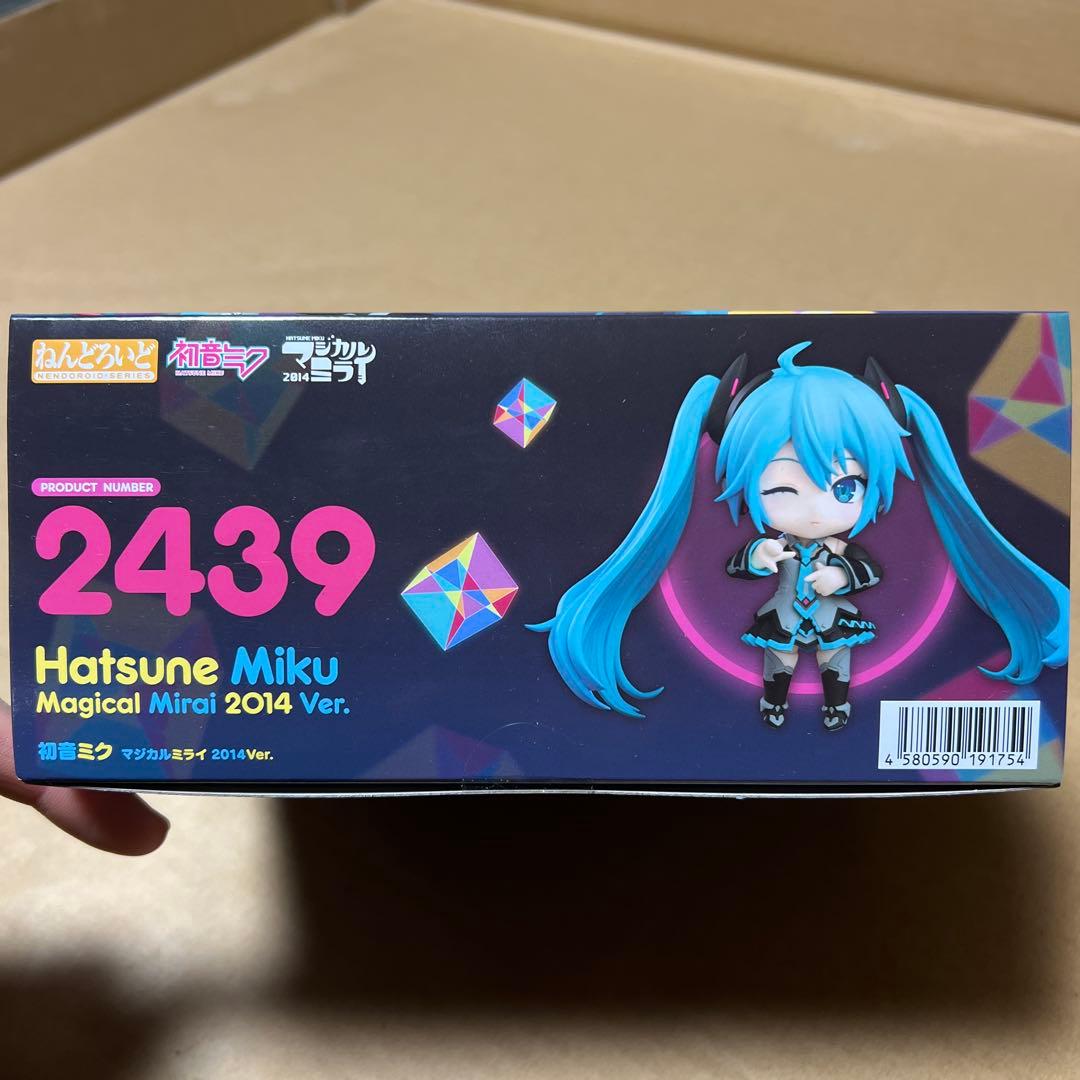 ねんどろいど
NENDOROID SERIES
初音ミク
HATSUNE MIKU
HATSUNE MIKU
マジカル
ミライ
2014
PRODUCT NUMBER
2439
Hatsune Miku
Magical Mirai 2014 Ver.
初音ミク マジカルミライ 2014Ver.
4 580590 191754